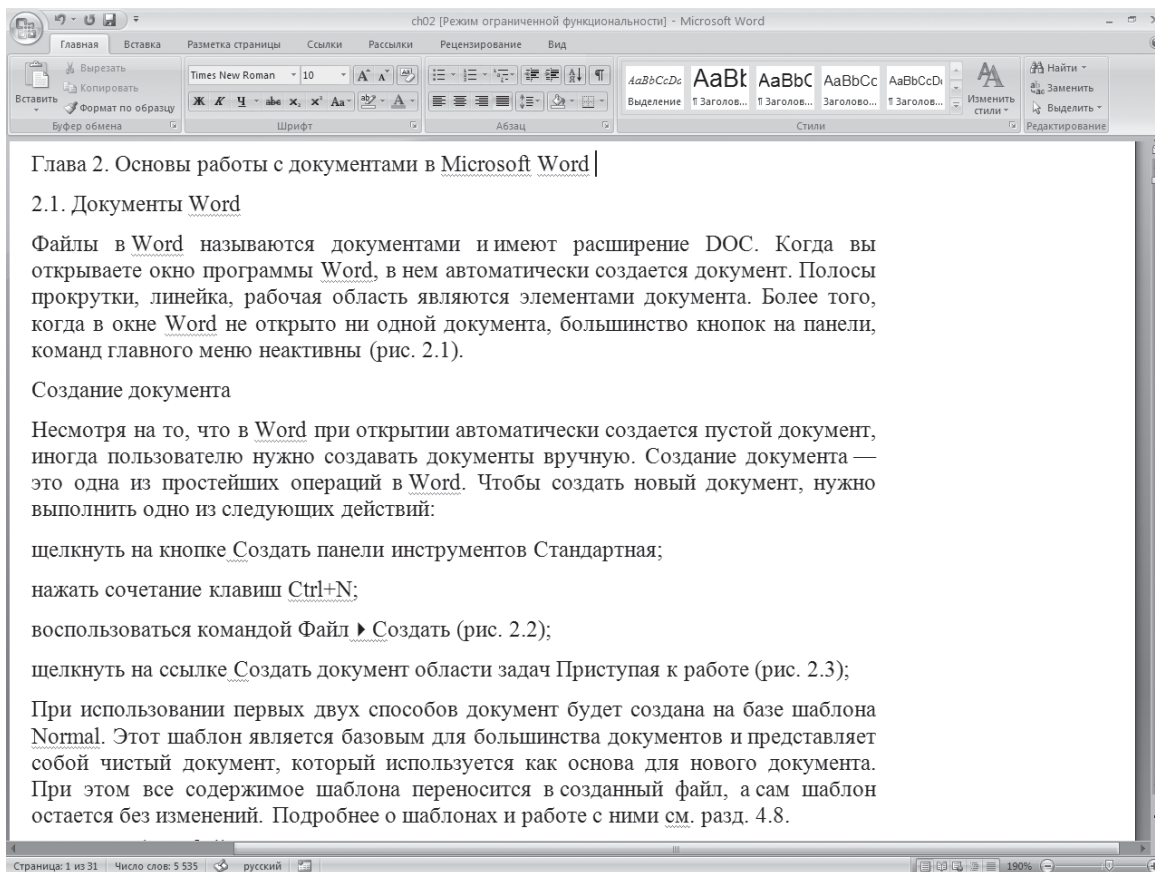 ch02 [Режим ограниченной функциональности] - Microsoft Word
Главная Вставка Разметка страницы Ссылки Рассылки Рецензирование Вид
Вставить
Вырезать
Копировать
Формат по образцу
Буфер обмена
Times New Roman 10
Ж К Ч abe x₂ x² Aa
Шрифт
Абзац
AaBbCcDc AaBb AaBbC AaBbCc AaBbCcDc
Выделение ¶ Заголов... ¶ Заголов... Заголово... ¶ Заголов...
Изменить стили
Стили
Найти
Заменить
Выделить
Редактирование
Глава 2. Основы работы с документами в Microsoft Word
2.1. Документы Word
Файлы в Word называются документами и имеют расширение DOC. Когда вы
открываете окно программы Word, в нем автоматически создается документ. Полосы
прокрутки, линейка, рабочая область являются элементами документа. Более того,
когда в окне Word не открыто ни одной документа, большинство кнопок на панели,
команд главного меню неактивны (рис. 2.1).
Создание документа
Несмотря на то, что в Word при открытии автоматически создается пустой документ,
иногда пользователю нужно создавать документы вручную. Создание документа —
это одна из простейших операций в Word. Чтобы создать новый документ, нужно
выполнить одно из следующих действий:
щелкнуть на кнопке Создать панели инструментов Стандартная;
нажать сочетание клавиш Ctrl+N;
воспользоваться командой Файл ▶ Создать (рис. 2.2);
щелкнуть на ссылке Создать документ области задач Приступая к работе (рис. 2.3);
При использовании первых двух способов документ будет создана на базе шаблона
Normal. Этот шаблон является базовым для большинства документов и представляет
собой чистый документ, который используется как основа для нового документа.
При этом все содержимое шаблона переносится в созданный файл, а сам шаблон
остается без изменений. Подробнее о шаблонах и работе с ними см. разд. 4.8.
Страница: 1 из 31 Число слов: 5 535 русский 190%